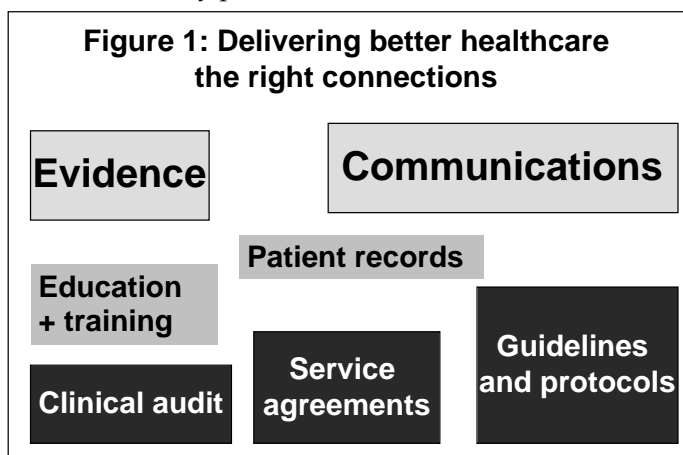 Figure 1: Delivering better healthcare
the right connections
Evidence
Communications
Patient records
Education
+ training
Guidelines
and protocols
Service
agreements
Clinical audit